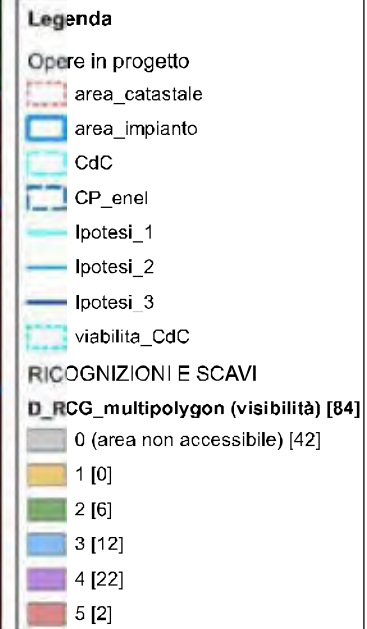 Legenda
Opere in progetto
area_catastale
area_impianto
CdC
CP_enel
Ipotesi_1
Ipotesi_2
Ipotesi_3
viabilita_CdC
RICOGNIZIONI E SCAVI
D_RCG_multipolygon (visibilità) [84]
0 (area non accessibile) [42]
1 [0]
2 [6]
3 [12]
4 [22]
5 [2]